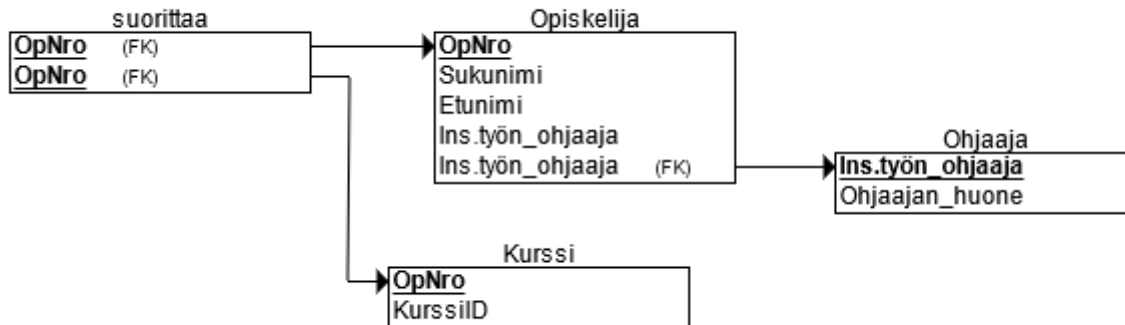 suorittaa
OpNro (FK)
OpNro (FK)
Opiskelija
OpNro
Sukunimi
Etunimi
Ins.työn_ohjaaja
Ins.työn_ohjaaja (FK)
Ohjaaja
Ins.työn_ohjaaja
Ohjaajan_huone
Kurssi
OpNro
KurssiID